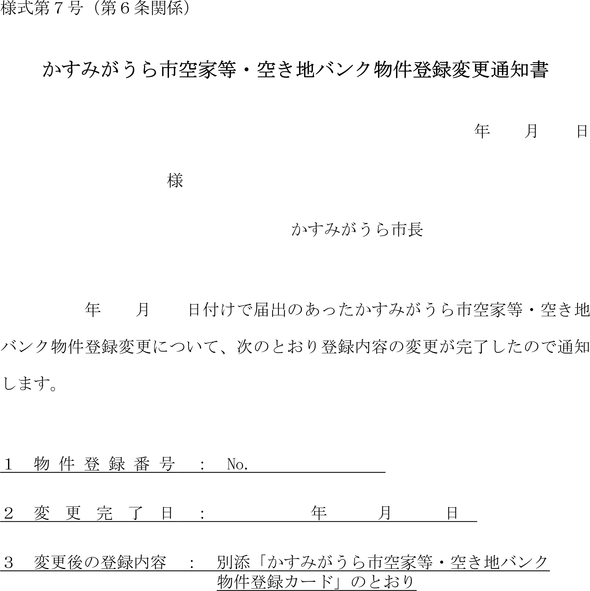 様式第７号（第６条関係）
かすみがうら市空家等・空き地バンク物件登録変更通知書
年　　月　　日
様
かすみがうら市長
年　　月　　日付けで届出のあったかすみがうら市空家等・空き地
バンク物件登録変更について、次のとおり登録内容の変更が完了したので通知
します。
１　物 件 登 録 番 号　：　No.
２　変　更　完　了　日　：　　　　　　年　　　月　　　日
３　変更後の登録内容　：　別添「かすみがうら市空家等・空き地バンク
物件登録カード」のとおり